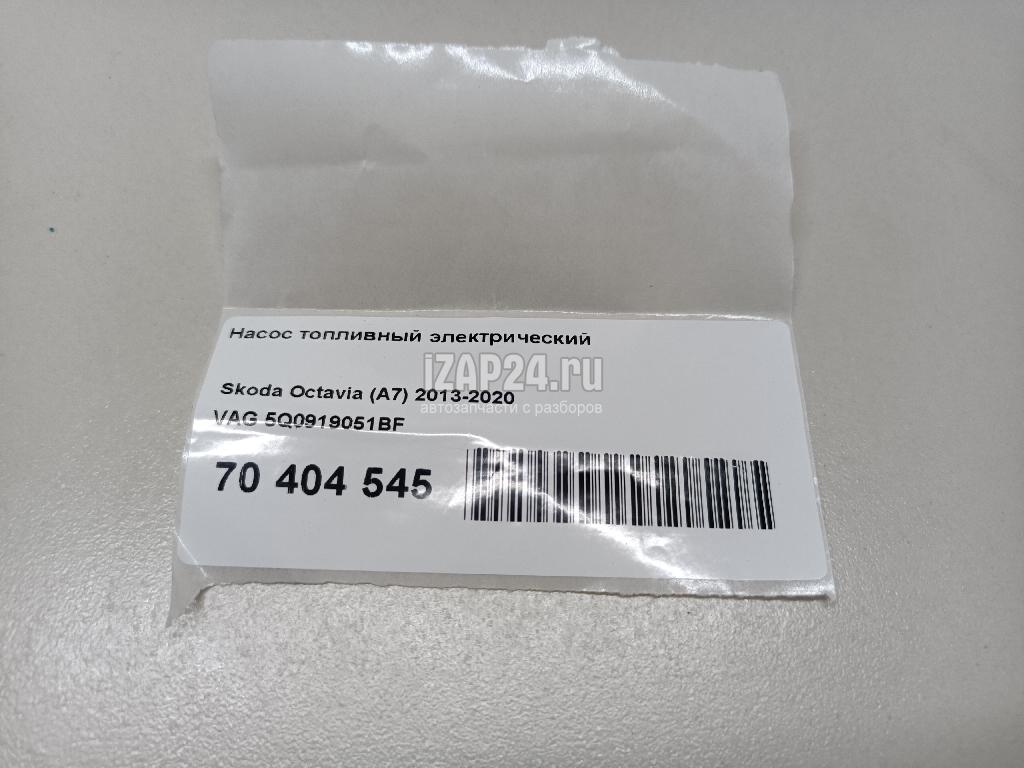 Насос топливный электрический
iZAP24.ru
Skoda Octavia (A7) 2013-2020
автозапчасти с разборов
VAG 5Q0919051BF
70 404 545